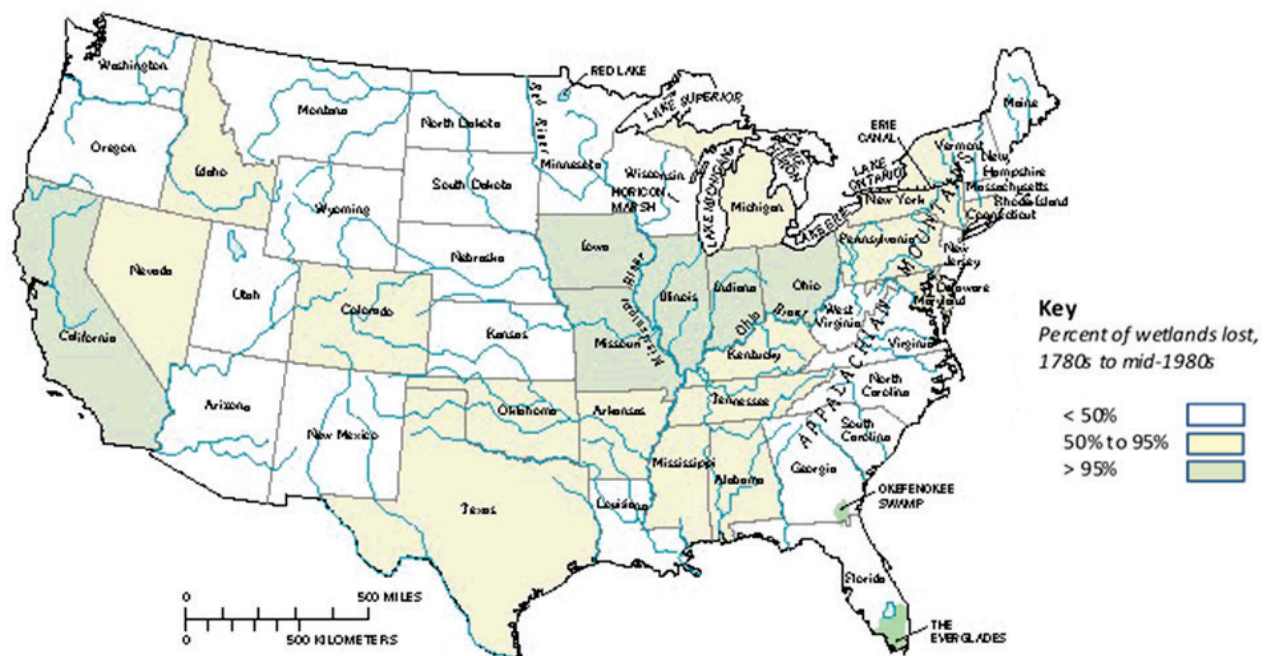 Washington
Oregon
Idaho
Montana
Wyoming
Nevada
Utah
California
Colorado
Arizona
New Mexico
North Dakota
South Dakota
Nebraska
Kansas
Oklahoma
Texas
Red River
RED LAKE
Minnesota
Iowa
Missouri
Mississippi River
Arkansas
Louisiana
LAKE SUPERIOR
Wisconsin
HORICON
MARSH
LAKE MICHIGAN
LAKE HURON
Michigan
Illinois
Indiana
Ohio
Ohio River
Kentucky
Tennessee
Mississippi
Alabama
Georgia
ERIE
CANAL
LAKE
ONTARIO
LAKE ERIE
Maine
Vermont
New
Hampshire
Massachusetts
Rhode Island
Connecticut
New York
Pennsylvania
New
Jersey
Delaware
Maryland
West
Virginia
Virginia
North
Carolina
South
Carolina
APPALACHIAN MOUNTAIN
OKEFENOKEE
SWAMP
Florida
THE
EVERGLADES
Key
Percent of wetlands lost,
1780s to mid-1980s
< 50%
50% to 95%
> 95%
0 500 MILES
0 500 KILOMETERS